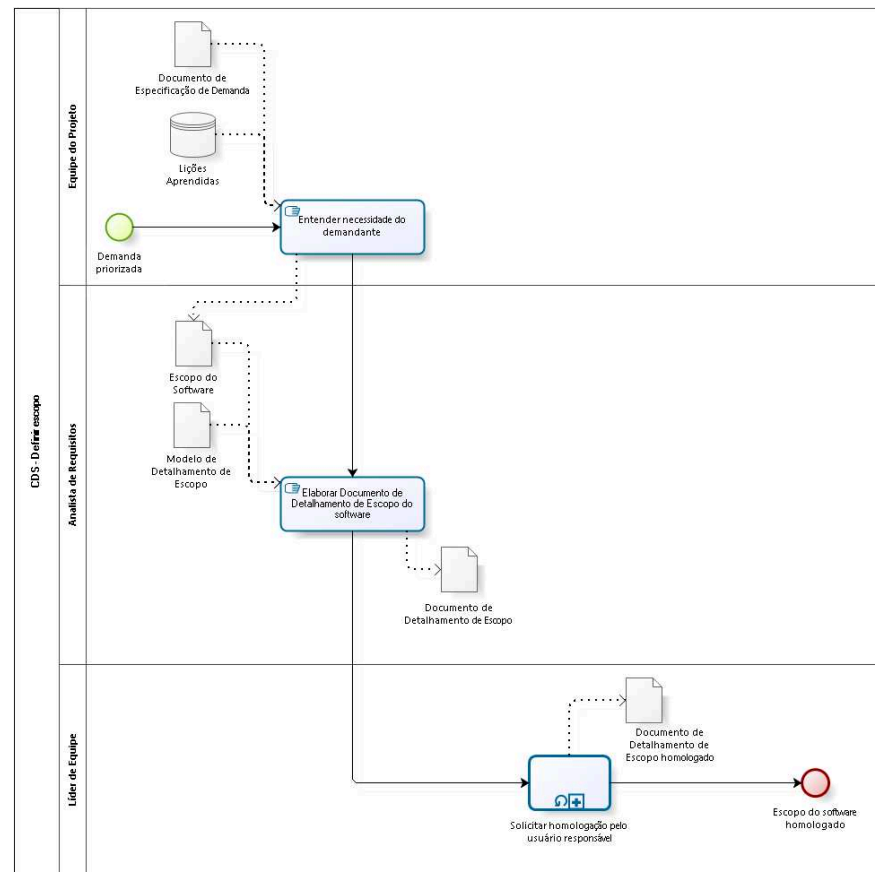 CDS - Definir escopo
Equipe do Projeto
Documento de
Especificação de Demanda
Lições
Aprendidas
Demanda
priorizada
Entender necessidade do
demandante
Analista de Requisitos
Escopo do
Software
Modelo de
Detalhamento de
Escopo
Elaborar Documento de
Detalhamento de Escopo do
software
Documento de
Detalhamento de Escopo
Líder de Equipe
Documento de
Detalhamento de
Escopo homologado
Solicitar homologação pelo
usuário responsável
Escopo do software
homologado